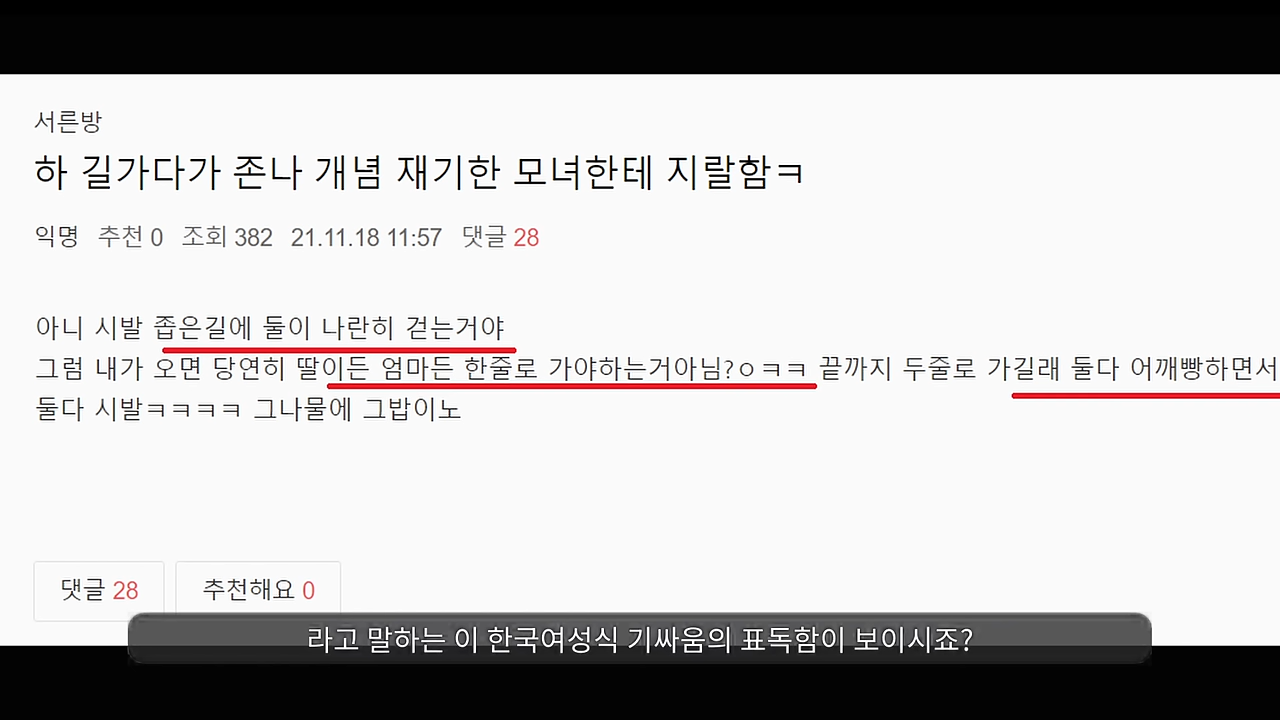 서른방
하 길가다가 존나 개념 재기한 모녀한테 지랄함ㅋ
익명 추천 0 조회 382 21.11.18 11:57 댓글 28
아니 시발 좁은길에 둘이 나란히 걷는거야
그럼 내가 오면 당연히 딸이든 엄마든 한줄로 가야하는거아님?ㅇㅋㅋ 끝까지 두줄로 가길래 둘다 어깨빵하면서
둘다 시발ㅋㅋㅋㅋ 그나물에 그밥이노
댓글 28 추천해요 0
라고 말하는 이 한국여성식 기싸움의 표독함이 보이시죠?